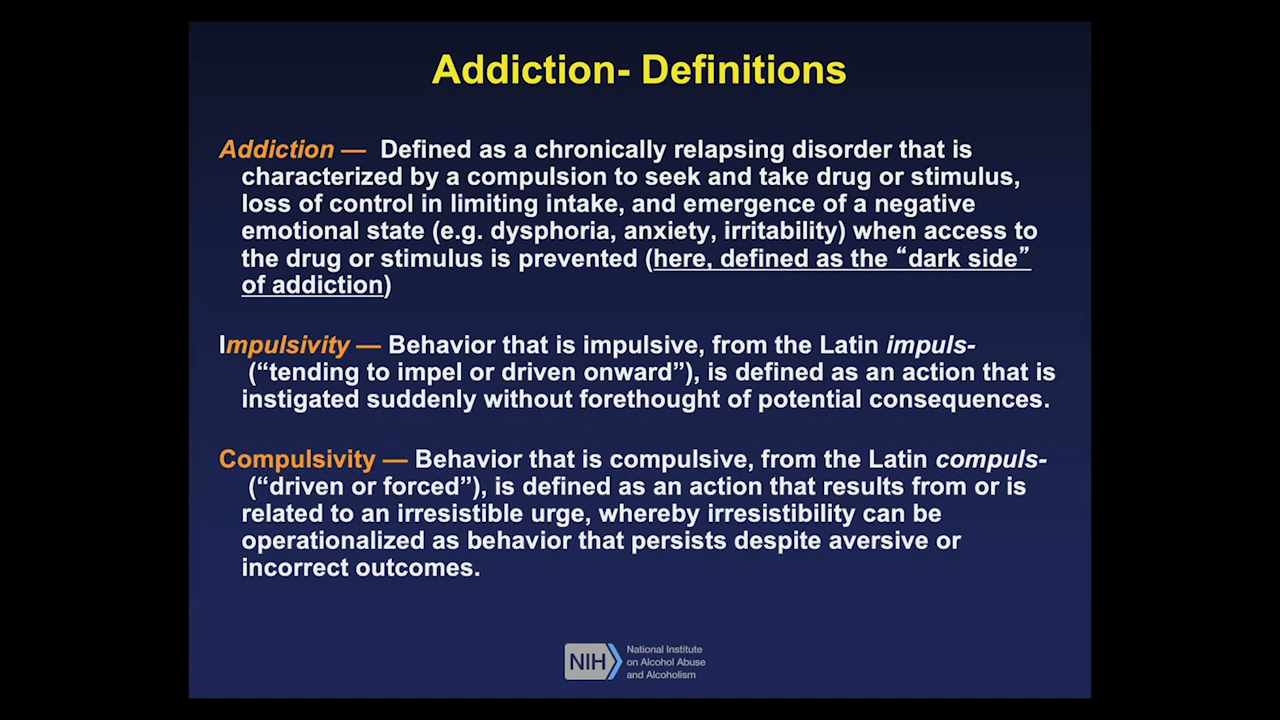 Addiction- Definitions
Addiction — Defined as a chronically relapsing disorder that is
characterized by a compulsion to seek and take drug or stimulus,
loss of control in limiting intake, and emergence of a negative
emotional state (e.g. dysphoria, anxiety, irritability) when access to
the drug or stimulus is prevented (here, defined as the “dark side”
of addiction)
Impulsivity — Behavior that is impulsive, from the Latin impuls-
(“tending to impel or driven onward”), is defined as an action that is
instigated suddenly without forethought of potential consequences.
Compulsivity — Behavior that is compulsive, from the Latin compuls-
(“driven or forced”), is defined as an action that results from or is
related to an irresistible urge, whereby irresistibility can be
operationalized as behavior that persists despite aversive or
incorrect outcomes.
NIH
National Institute
on Alcohol Abuse
and Alcoholism